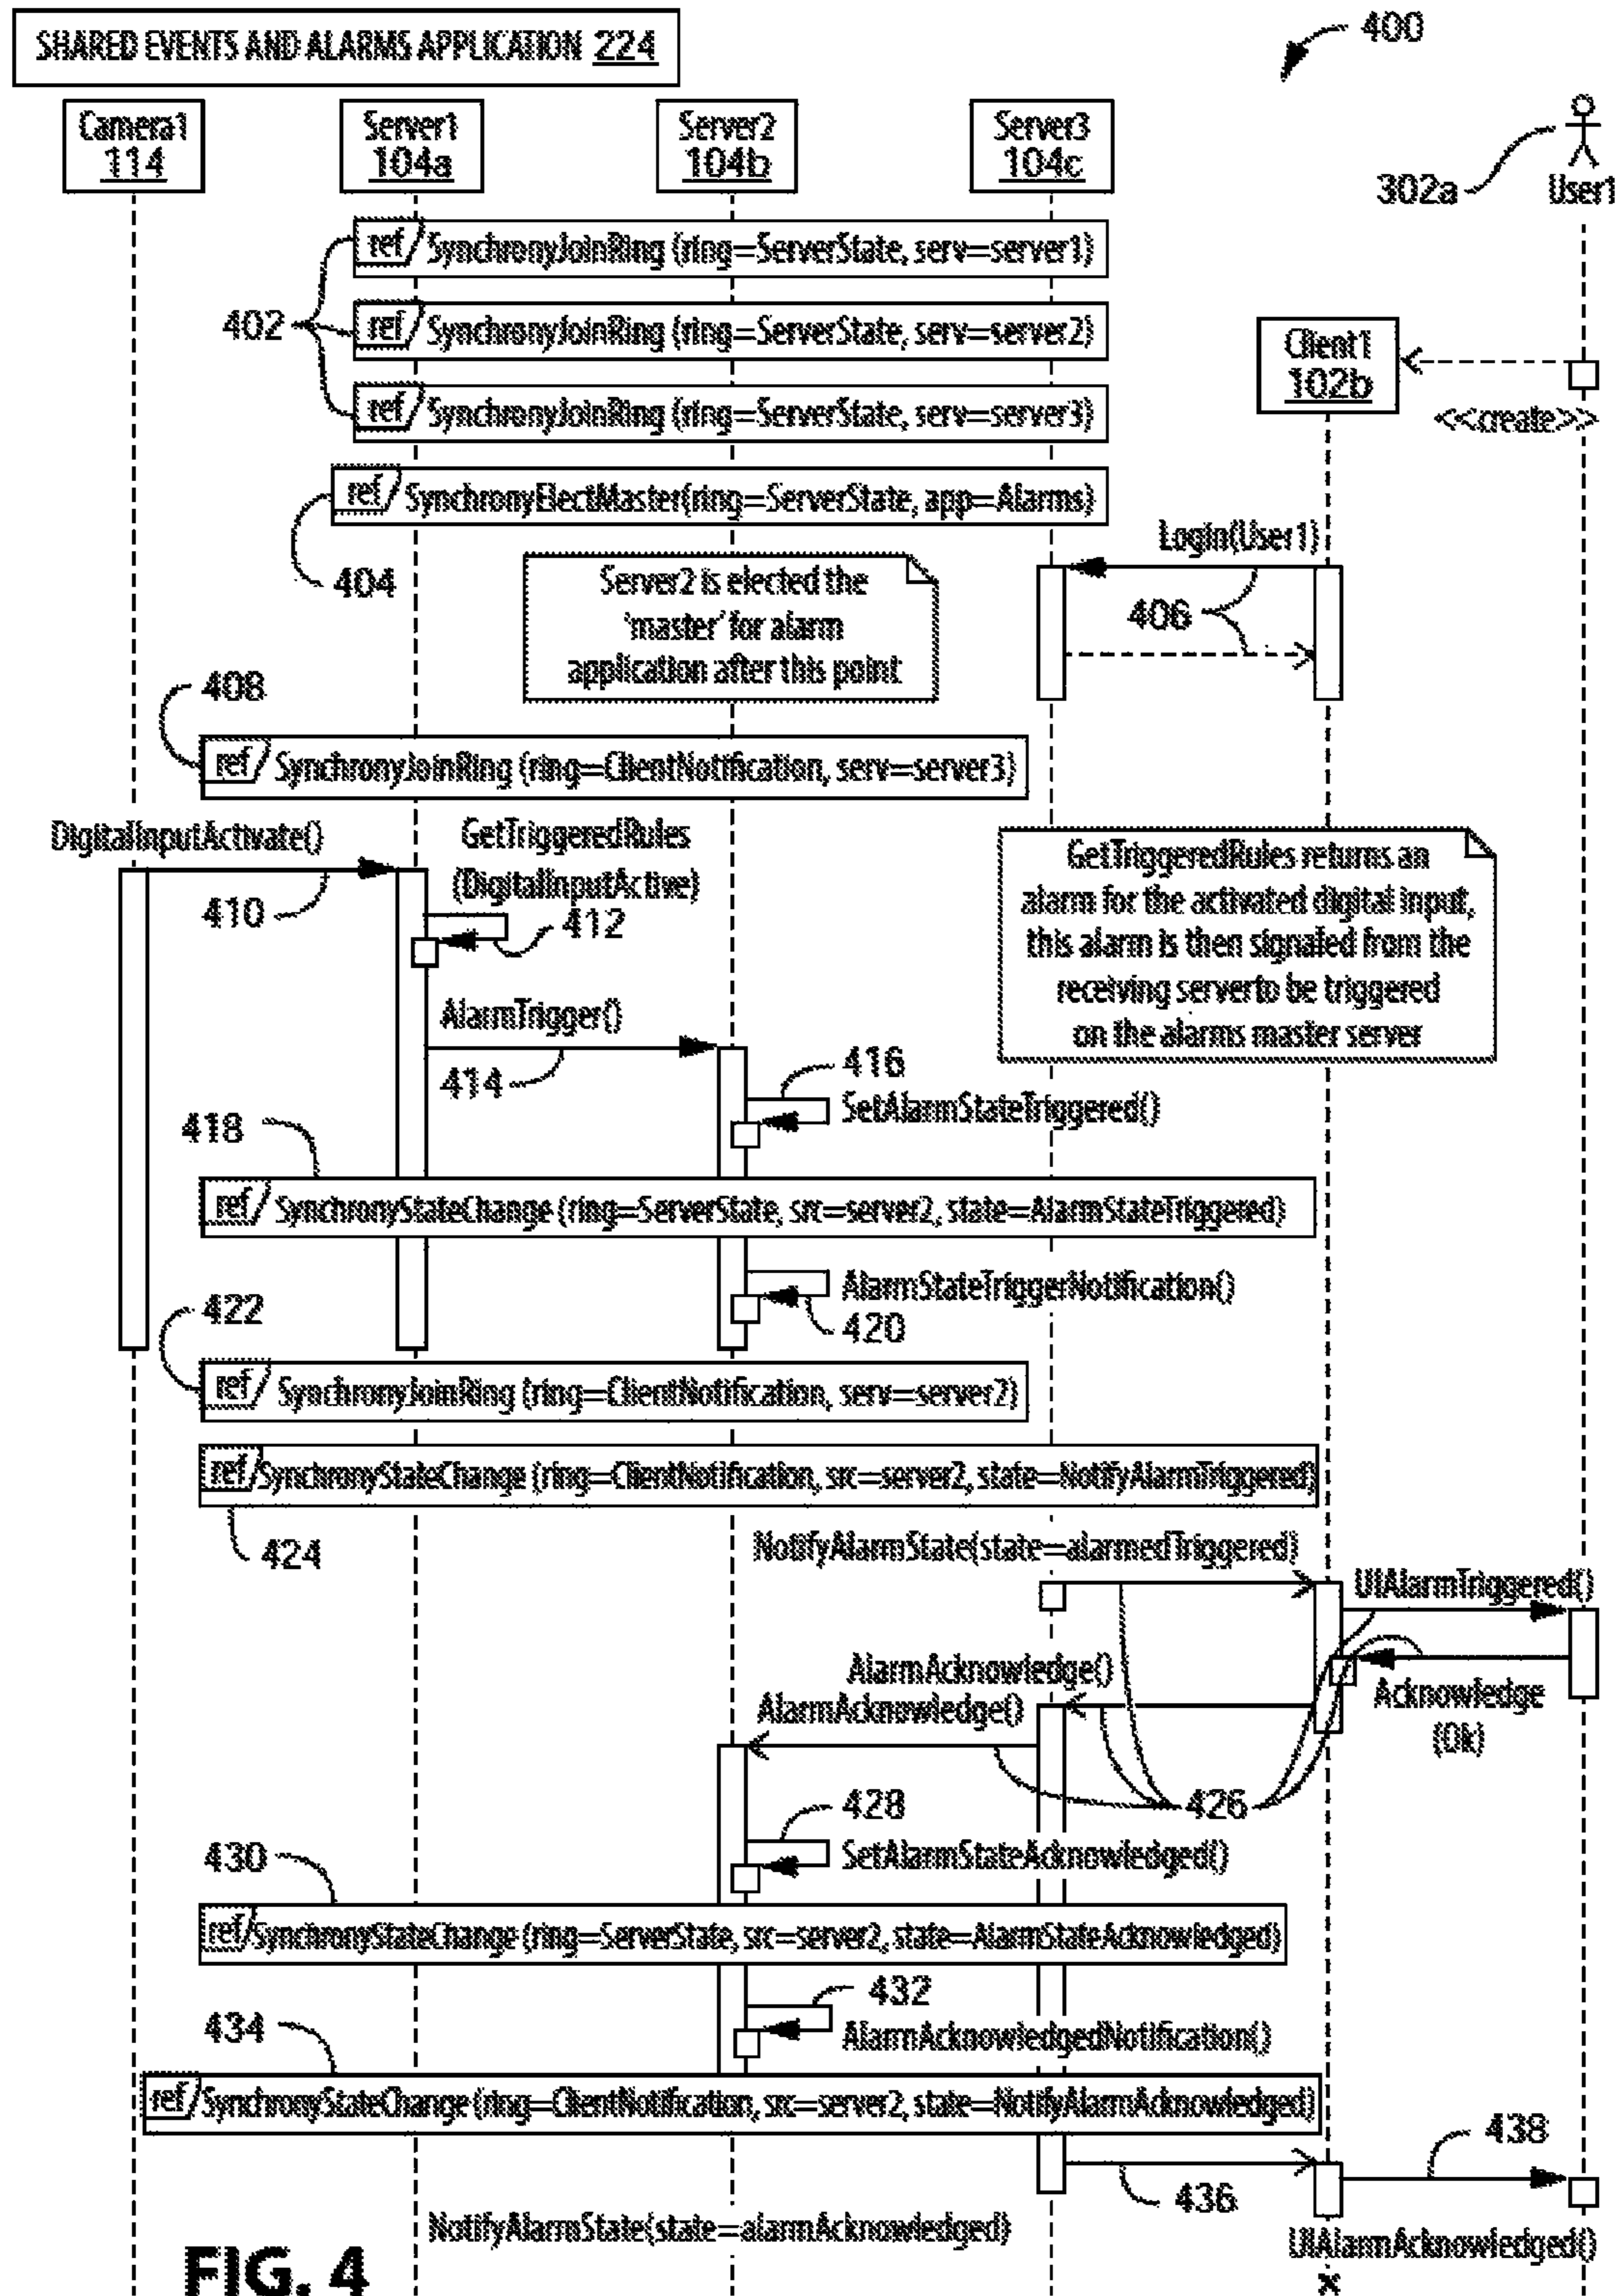 SHARED EVENTS AND ALARMS APPLICATION 224
400
Camera1
114
Server1
104a
Server2
104b
Server3
104c
302a
User1
ref SynchronyJoinRing (ring=ServerState, serv=server1)
402
ref SynchronyJoinRing (ring=ServerState, serv=server2)
Client1
102b
ref SynchronyJoinRing (ring=ServerState, serv=server3)
<<create>>
ref SynchronyElectMaster(ring=ServerState, app=Alarms)
404
Login(User1)
406
Server2 is elected the
'master' for alarm
application after this point
408
ref SynchronyJoinRing (ring=ClientNotification, serv=server3)
DigitalInputActivate()
410
GetTriggeredRules
(DigitalInputActive)
412
GetTriggeredRules returns an
alarm for the activated digital input,
this alarm is then signaled from the
receiving serverto be triggered
on the alarms master server
AlarmTrigger()
414
416
SetAlarmStateTriggered()
418
ref SynchronyStateChange (ring=ServerState, src=server2, state=AlarmStateTriggered)
AlarmStateTriggerNotification()
420
422
ref SynchronyJoinRing (ring=ClientNotification, serv=server2)
ref SynchronyStateChange (ring=ClientNotification, src=server2, state=NotifyAlarmTriggered)
424
NotifyAlarmState(state=alarmedTriggered)
UIAlarmTriggered()
AlarmAcknowledge()
Acknowledge
(Ok)
AlarmAcknowledge()
426
428
SetAlarmStateAcknowledged()
430
ref SynchronyStateChange (ring=ServerState, src=server2, state=AlarmStateAcknowledged)
432
AlarmAcknowledgedNotification()
434
ref SynchronyStateChange (ring=ClientNotification, src=server2, state=NotifyAlarmAcknowledged)
438
436
NotifyAlarmState(state=alarmAcknowledged)
UIAlarmAcknowledged()
FIG. 4